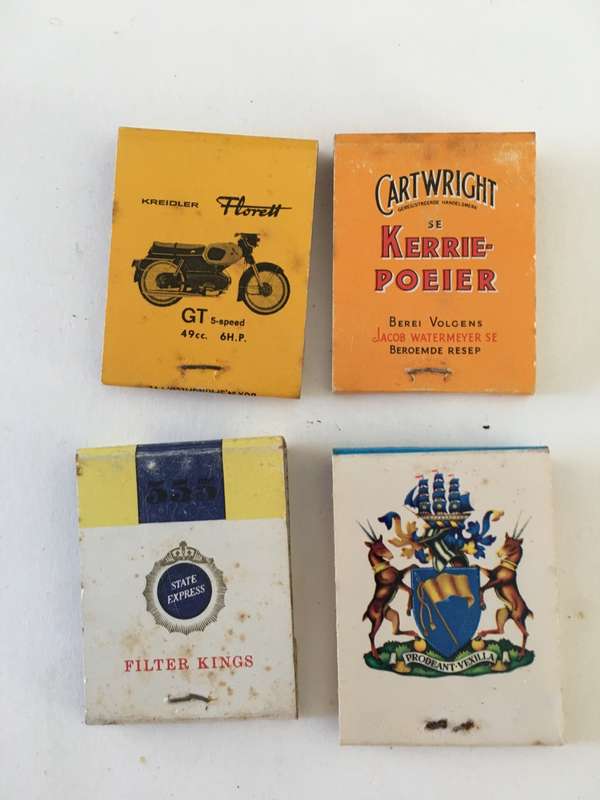 KREIDLER Florett
GT 5-speed
49cc. 6H.P.
CARTWRIGHT
GEREGISTREERDE HANDELSMERK
SE
KERRIE-
POEIER
BEREI VOLGENS
JACOB WATERMEYER SE
BEROEMDE RESEP
555
STATE
EXPRESS
FILTER KINGS
PRODEANT·VEXILLA